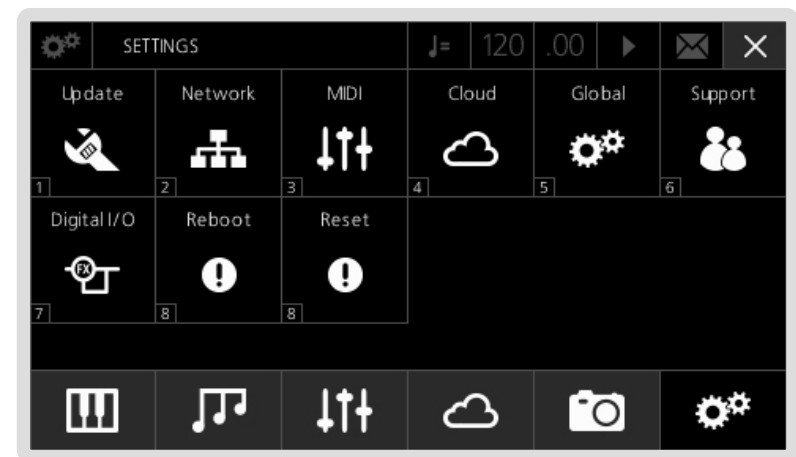 SETTINGS ♩= 120 .00
Update Network MIDI Cloud Global Support
1 2 3 4 5 6
Digital I/O Reboot Reset
FX
7 8 8